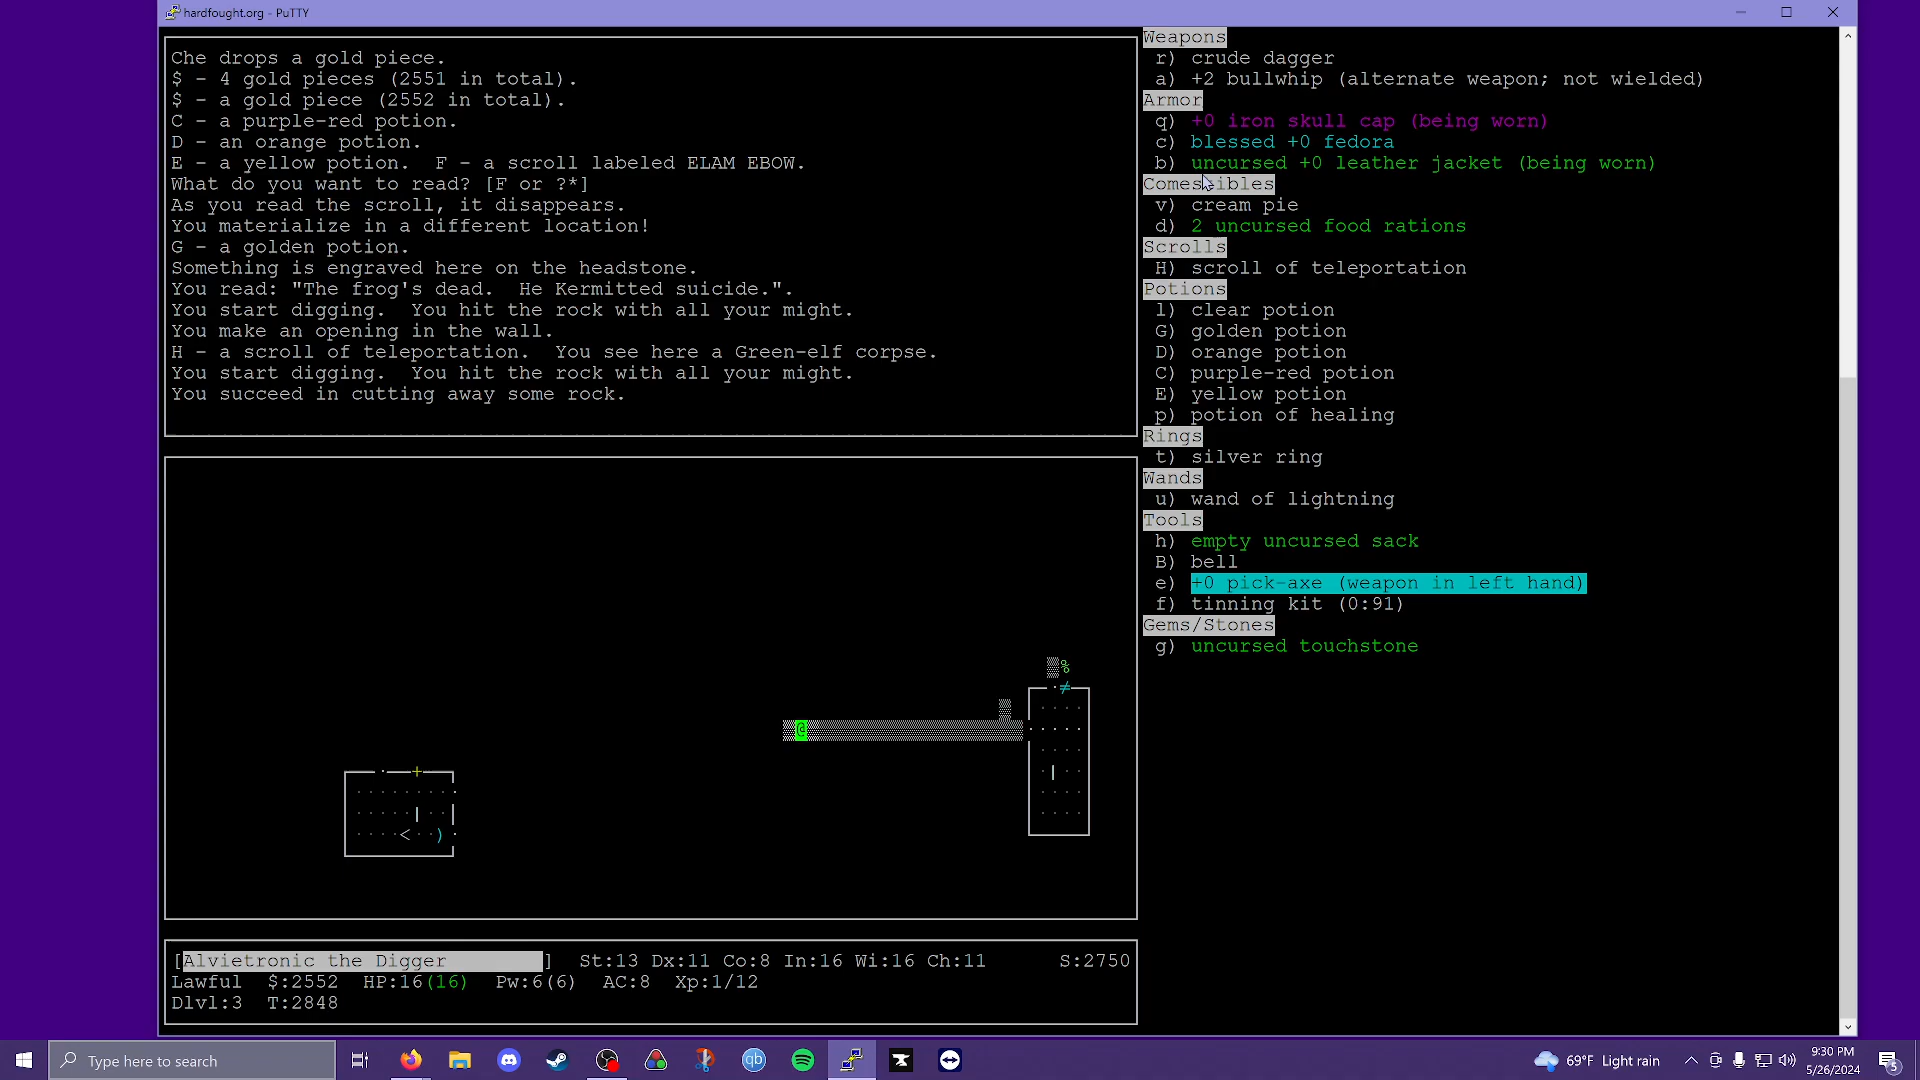 hardfought.org - PuTTY
Che drops a gold piece.
$ - 4 gold pieces (2551 in total).
$ - a gold piece (2552 in total).
C - a purple-red potion.
D - an orange potion.
E - a yellow potion.  F - a scroll labeled ELAM EBOW.
What do you want to read? [F or ?*]
As you read the scroll, it disappears.
You materialize in a different location!
G - a golden potion.
Something is engraved here on the headstone.
You read: "The frog's dead.  He Kermitted suicide.".
You start digging.  You hit the rock with all your might.
You make an opening in the wall.
H - a scroll of teleportation.  You see here a Green-elf corpse.
You start digging.  You hit the rock with all your might.
You succeed in cutting away some rock.
Weapons
r) crude dagger
a) +2 bullwhip (alternate weapon; not wielded)
Armor
q) +0 iron skull cap (being worn)
c) blessed +0 fedora
b) uncursed +0 leather jacket (being worn)
Comestibles
v) cream pie
d) 2 uncursed food rations
Scrolls
H) scroll of teleportation
Potions
l) clear potion
G) golden potion
D) orange potion
C) purple-red potion
E) yellow potion
p) potion of healing
Rings
t) silver ring
Wands
u) wand of lightning
Tools
h) empty uncursed sack
B) bell
e) +0 pick-axe (weapon in left hand)
f) tinning kit (0:91)
Gems/Stones
g) uncursed touchstone
[Alvietronic the Digger] St:13 Dx:11 Co:8 In:16 Wi:16 Ch:11 S:2750
Lawful $:2552 HP:16(16) Pw:6(6) AC:8 Xp:1/12
Dlvl:3 T:2848
Type here to search
qb
69°F Light rain
9:30 PM
5/26/2024
5